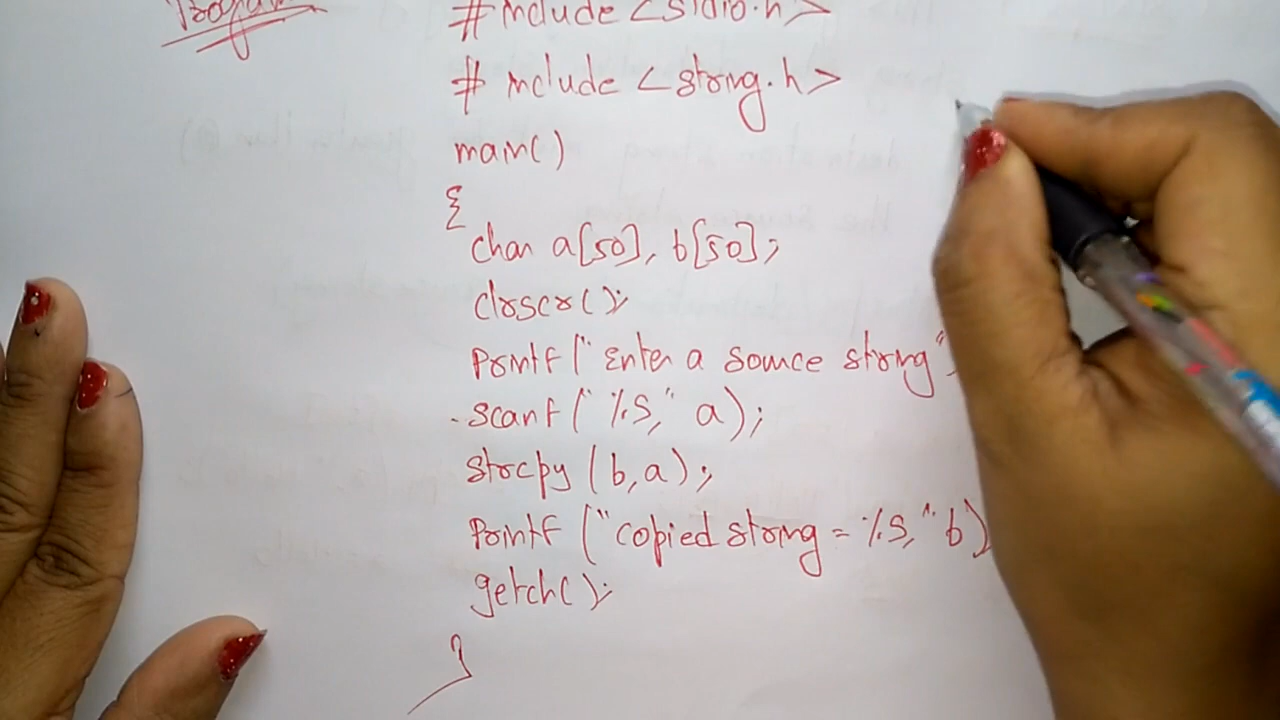 Program
#include <stdio.h>
#include <string.h>
main()
{
char a[50], b[50];
clrscr();
Printf("Enter a source string"
scanf("%s," a);
strcpy(b,a);
Printf("copied string = %s," b)
getch();
}